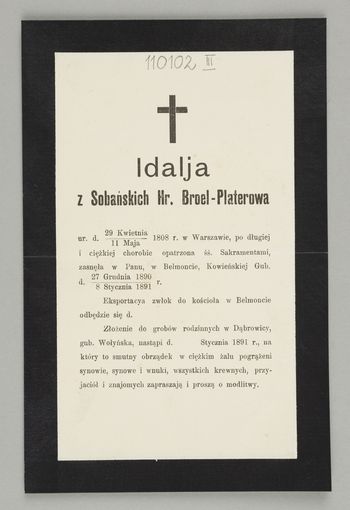 110102 III
Idalja
z Sobańskich Hr. Broel-Platerowa
ur. d. 29 Kwietnia / 11 Maja 1808 r. w Warszawie, po długiej
i ciężkiej chorobie opatrzona śś. Sakramentami,
zasnęła w Panu, w Belmoncie, Kowieńskiej Gub.
d. 27 Grudnia 1890 / 8 Stycznia 1891 r.
Eksportacya zwłok do kościoła w Belmoncie
odbędzie się d.
Złożenie do grobów rodzinnych w Dąbrowicy,
gub. Wołyńska, nastąpi d. Stycznia 1891 r., na
który to smutny obrządek w ciężkim żalu pogrążeni
synowie, synowe i wnuki, wszystkich krewnych, przy-
jaciół i znajomych zapraszają i proszą o modlitwy.